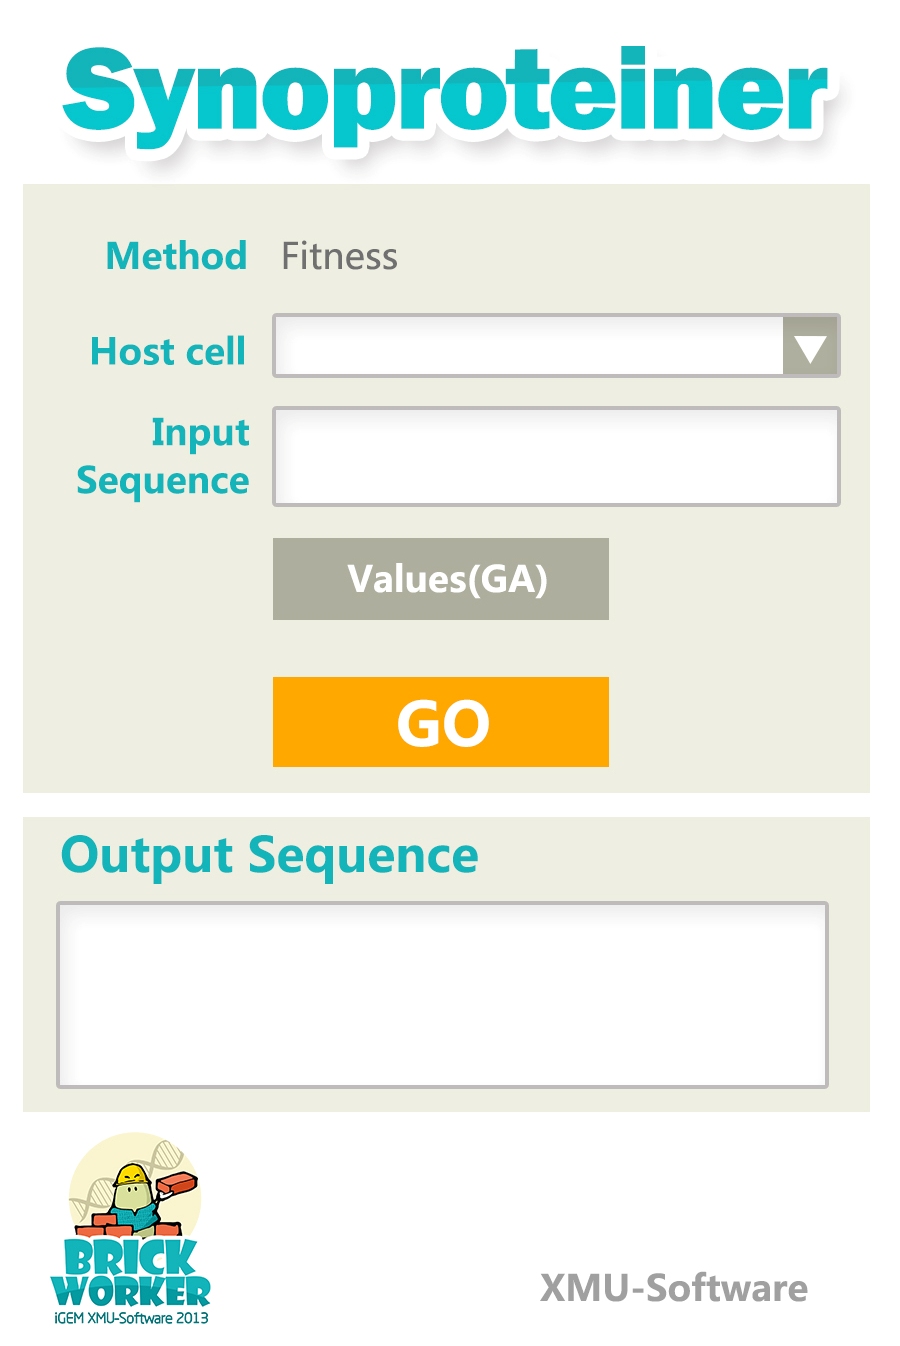 Synoproteiner
Method Fitness
Host cell
Input
Sequence
Values(GA)
GO
Output Sequence
BRICK
WORKER
iGEM XMU-Software 2013
XMU-Software